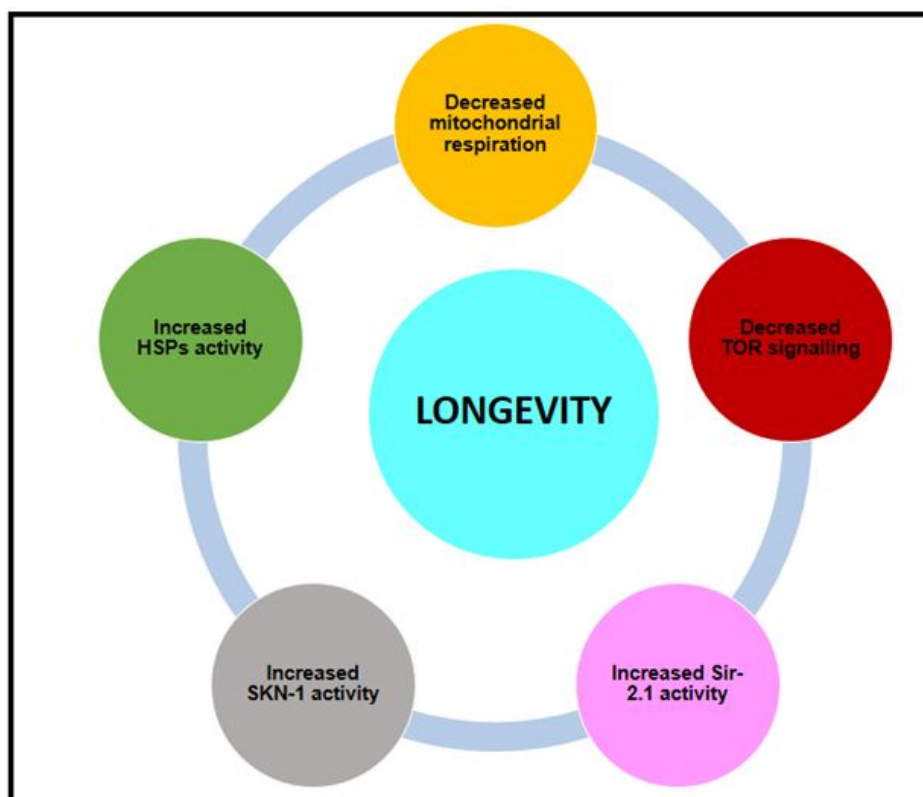 Decreased
mitochondrial
respiration
Increased
HSPs activity
Decreased
TOR signalling
LONGEVITY
Increased
SKN-1 activity
Increased Sir-
2.1 activity